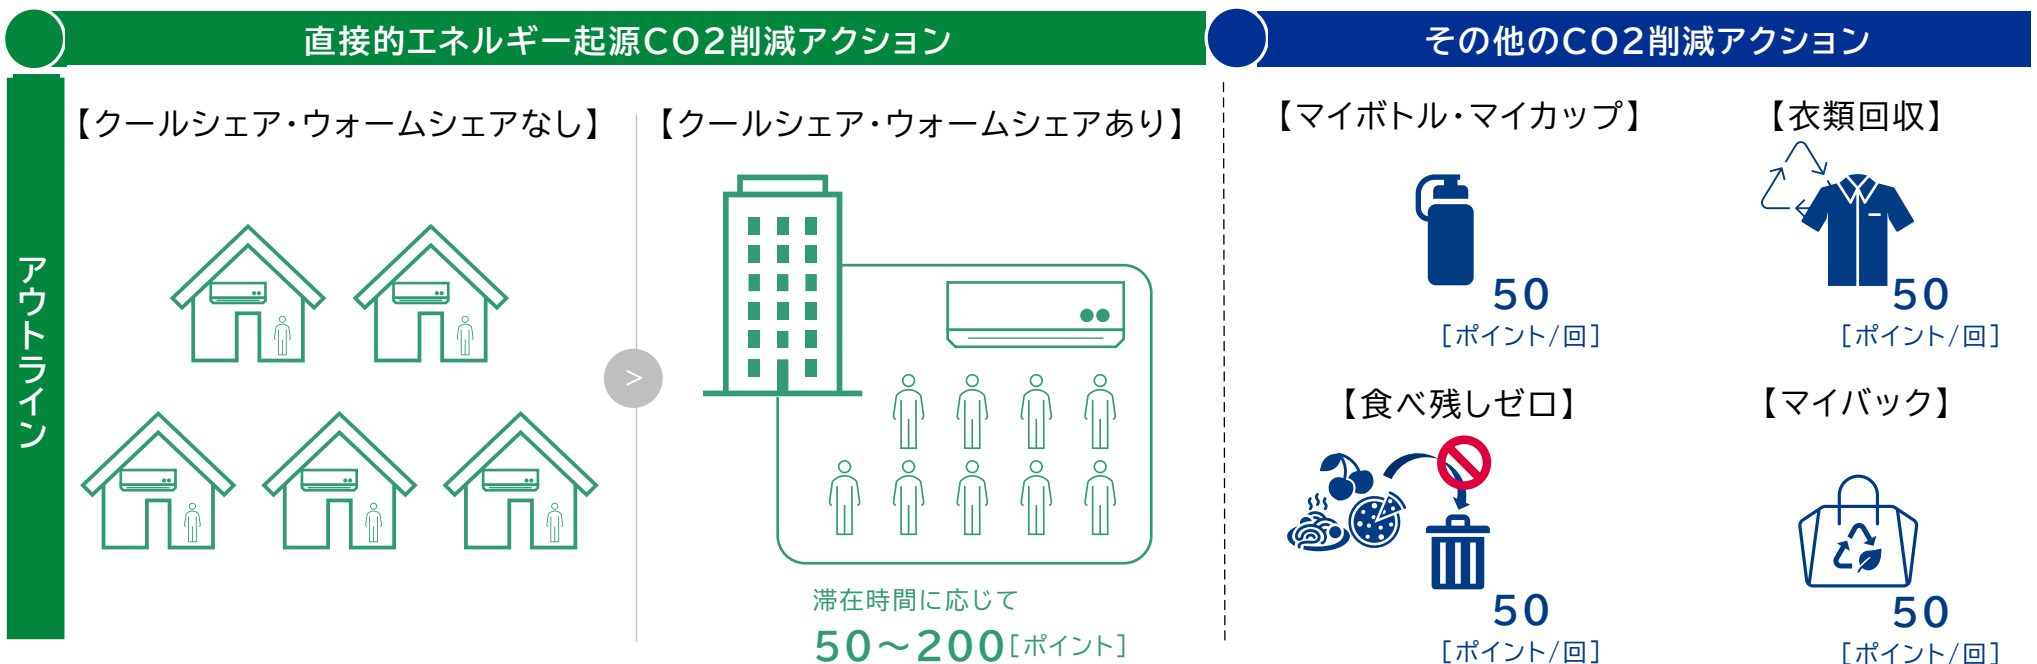 直接的エネルギー起源CO2削減アクション
その他のCO2削減アクション
アウトライン
【クールシェア・ウォームシェアなし】
【クールシェア・ウォームシェアあり】
>
滞在時間に応じて
50～200[ポイント]
【マイボトル・マイカップ】
50
[ポイント/回]
【衣類回収】
50
[ポイント/回]
【食べ残しゼロ】
50
[ポイント/回]
【マイバック】
50
[ポイント/回]